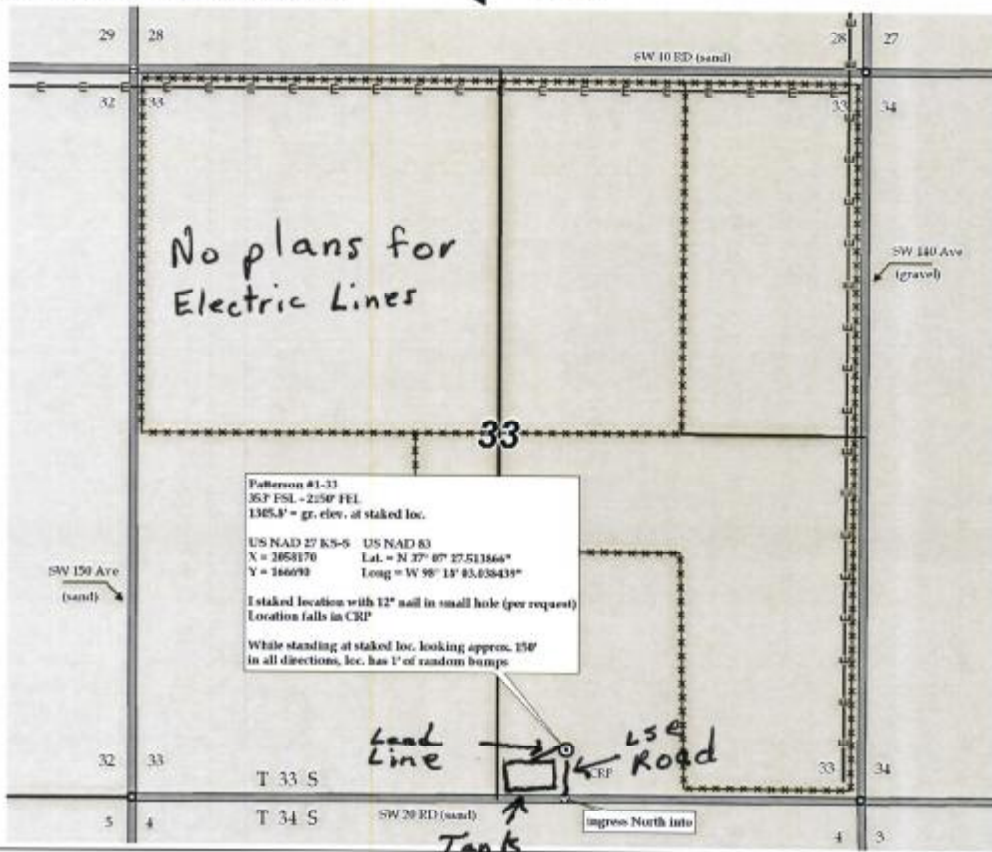 29 28
28 27
SW 10 RD (sand)
32 33
33 34
No plans for
Electric Lines
SW 140 Ave
(gravel)
33
Patterson #1-33
353' FSL - 2150' FEL
1305.8' = gr. elev. at staked loc.
US NAD 27 KS-S US NAD 83
X = 2058170 Lat. = N 37° 07' 27.513866"
Y = 166690 Long = W 98° 18' 03.038439"
I staked location with 12" nail in small hole (per request)
Location falls in CRP
While standing at staked loc. looking approx. 150'
in all directions, loc. has 1' of random bumps
SW 150 Ave
(sand)
Lead
Line
LSE
Road
CRP
32 33
33 34
T 33 S
T 34 S
SW 20 RD (sand)
ingress North into
5 4
4 3
Tank